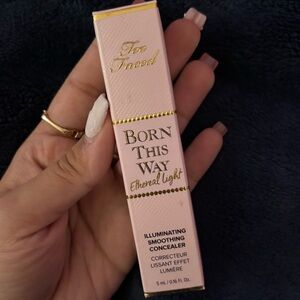 Too
Faced
BORN
THIS
WAY
Ethereal Light
ILLUMINATING
SMOOTHING
CONCEALER
CORRECTEUR
LISSANT EFFET
LUMIÈRE
5 mL / 0.16 fl. Oz.